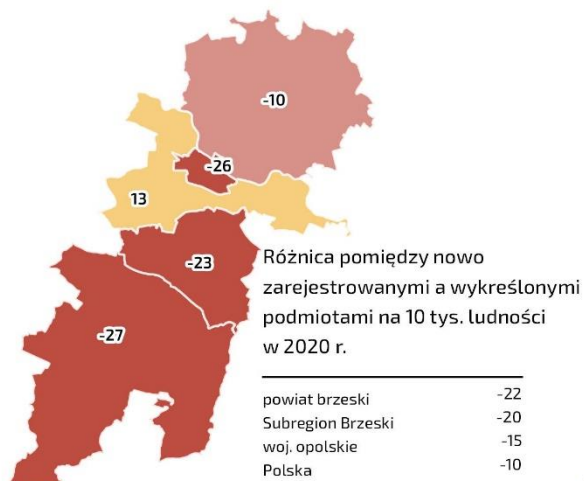 -10
-26
13
-23
-27
Różnica pomiędzy nowo
zarejestrowanymi a wykreślonymi
podmiotami na 10 tys. ludności
w 2020 r.
powiat brzeski -22
Subregion Brzeski -20
woj. opolskie -15
Polska -10